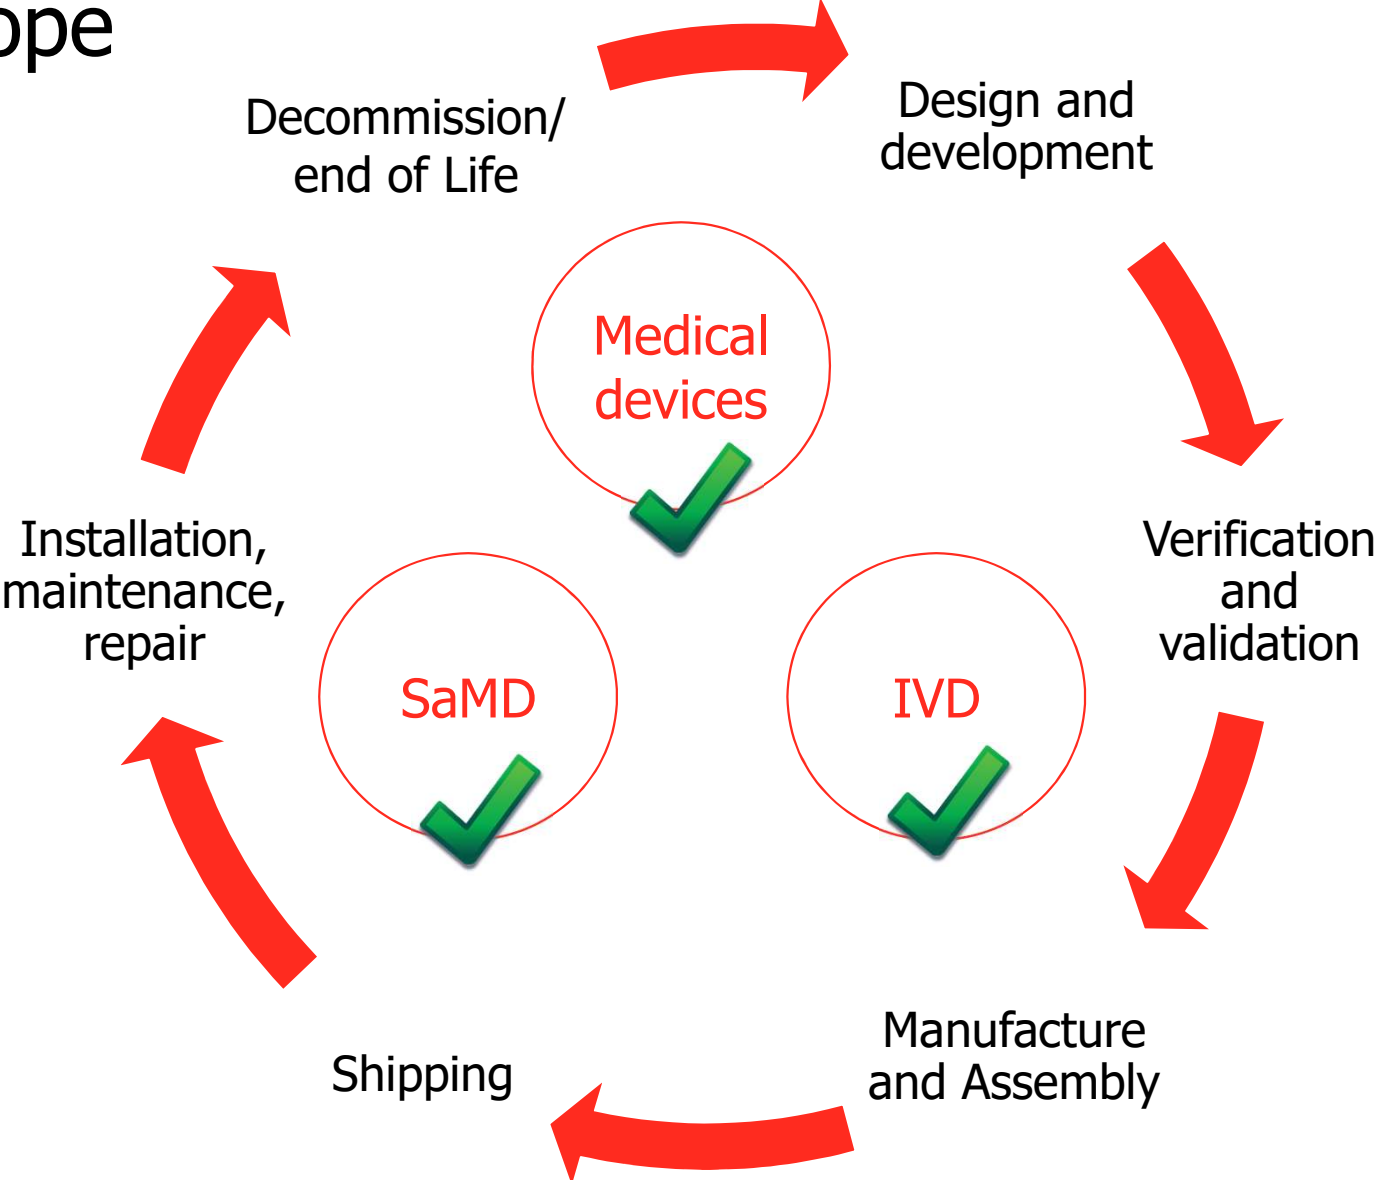 ope
Decommission/
end of Life
Design and
development
Medical
devices
Installation,
maintenance,
repair
Verification
and
validation
SaMD
IVD
Shipping
Manufacture
and Assembly